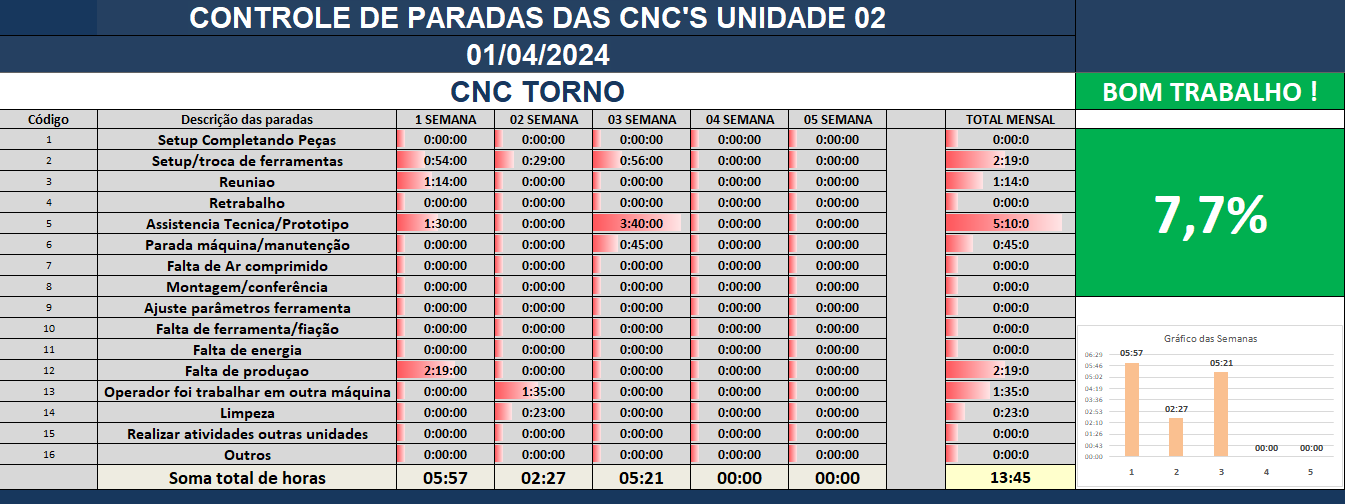 CONTROLE DE PARADAS DAS CNC'S UNIDADE 02
01/04/2024
CNC TORNO
BOM TRABALHO !
Código Descrição das paradas 1 SEMANA 02 SEMANA 03 SEMANA 04 SEMANA 05 SEMANA TOTAL MENSAL
1 Setup Completando Peças 0:00:00 0:00:00 0:00:00 0:00:00 0:00:00 0:00:0
2 Setup/troca de ferramentas 0:54:00 0:29:00 0:56:00 0:00:00 0:00:00 2:19:0
3 Reuniao 1:14:00 0:00:00 0:00:00 0:00:00 0:00:00 1:14:0
4 Retrabalho 0:00:00 0:00:00 0:00:00 0:00:00 0:00:00 0:00:0
5 Assistencia Tecnica/Prototipo 1:30:00 0:00:00 3:40:00 0:00:00 0:00:00 5:10:0
6 Parada máquina/manutenção 0:00:00 0:00:00 0:45:00 0:00:00 0:00:00 0:45:0
7 Falta de Ar comprimido 0:00:00 0:00:00 0:00:00 0:00:00 0:00:00 0:00:0
8 Montagem/conferência 0:00:00 0:00:00 0:00:00 0:00:00 0:00:00 0:00:0
9 Ajuste parâmetros ferramenta 0:00:00 0:00:00 0:00:00 0:00:00 0:00:00 0:00:0
10 Falta de ferramenta/fiação 0:00:00 0:00:00 0:00:00 0:00:00 0:00:00 0:00:0
11 Falta de energia 0:00:00 0:00:00 0:00:00 0:00:00 0:00:00 0:00:0
12 Falta de produçao 2:19:00 0:00:00 0:00:00 0:00:00 0:00:00 2:19:0
13 Operador foi trabalhar em outra máquina 0:00:00 1:35:00 0:00:00 0:00:00 0:00:00 1:35:0
14 Limpeza 0:00:00 0:23:00 0:00:00 0:00:00 0:00:00 0:23:0
15 Realizar atividades outras unidades 0:00:00 0:00:00 0:00:00 0:00:00 0:00:00 0:00:0
16 Outros 0:00:00 0:00:00 0:00:00 0:00:00 0:00:00 0:00:0
Soma total de horas 05:57 02:27 05:21 00:00 00:00 13:45
7,7%
Gráfico das Semanas
06:29
05:46
05:02
04:19
03:36
02:53
02:10
01:26
00:43
00:00
05:57
02:27
05:21
00:00
00:00
1 2 3 4 5